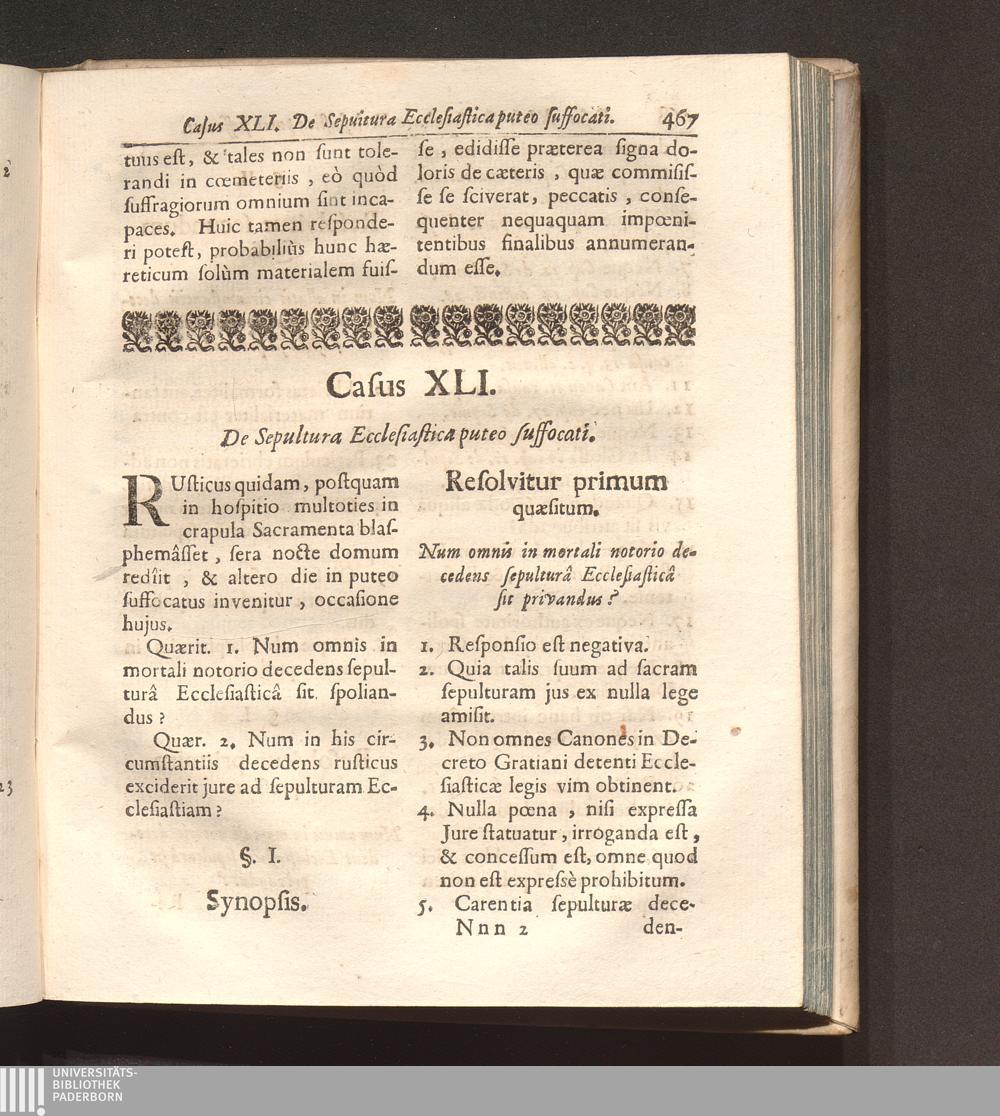 Caſus XLI. De Sepultura Eccleſiaſtica puteo ſuffocati. 467
tuus eſt, & tales non ſunt tole-
randi in cœmeteriis, eò quòd
ſuffragiorum omnium ſint inca-
paces. Huic tamen reſponde-
ri poteſt, probabiliùs hunc hæ-
reticum ſolùm materialem fuiſ-
ſe, edidiſſe præterea ſigna do-
loris de cæteris, quæ commiſiſ-
ſe ſe ſciverat, peccatis, conſe-
quenter nequaquam impœni-
tentibus finalibus annumeran-
dum eſſe.
Caſus XLI.
De Sepultura Eccleſiaſtica puteo ſuffocati.
RUſticus quidam, poſtquam
in hoſpitio multoties in
crapula Sacramenta blaſ-
phemâſſet, ſera nocte domum
redîit, & altero die in puteo
ſuffocatus invenitur, occaſione
hujus.
Quærit. 1. Num omnis in
mortali notorio decedens ſepul-
turâ Eccleſiaſticâ ſit ſpolian-
dus?
Quær. 2. Num in his cir-
cumſtantiis decedens ruſticus
exciderit jure ad ſepulturam Ec-
cleſiaſtiam?
§. I.
Synopſis.
Reſolvitur primum
quæſitum.
Num omnis in mortali notorio de-
cedens ſepulturâ Eccleſiaſticâ
ſit privandus?
1. Reſponſio eſt negativa.
2. Quia talis ſuum ad ſacram
ſepulturam jus ex nulla lege
amiſit.
3. Non omnes Canones in De-
creto Gratiani detenti Eccle-
ſiaſticæ legis vim obtinent.
4. Nulla pœna, niſi expreſſa
Jure ſtatuatur, irroganda eſt,
& conceſſum eſt, omne quod
non eſt expreſsè prohibitum.
5. Carentia ſepulturæ dece-
Nnn 2 den-
2
23
UNIVERSITÄTS-
BIBLIOTHEK
PADERBORN